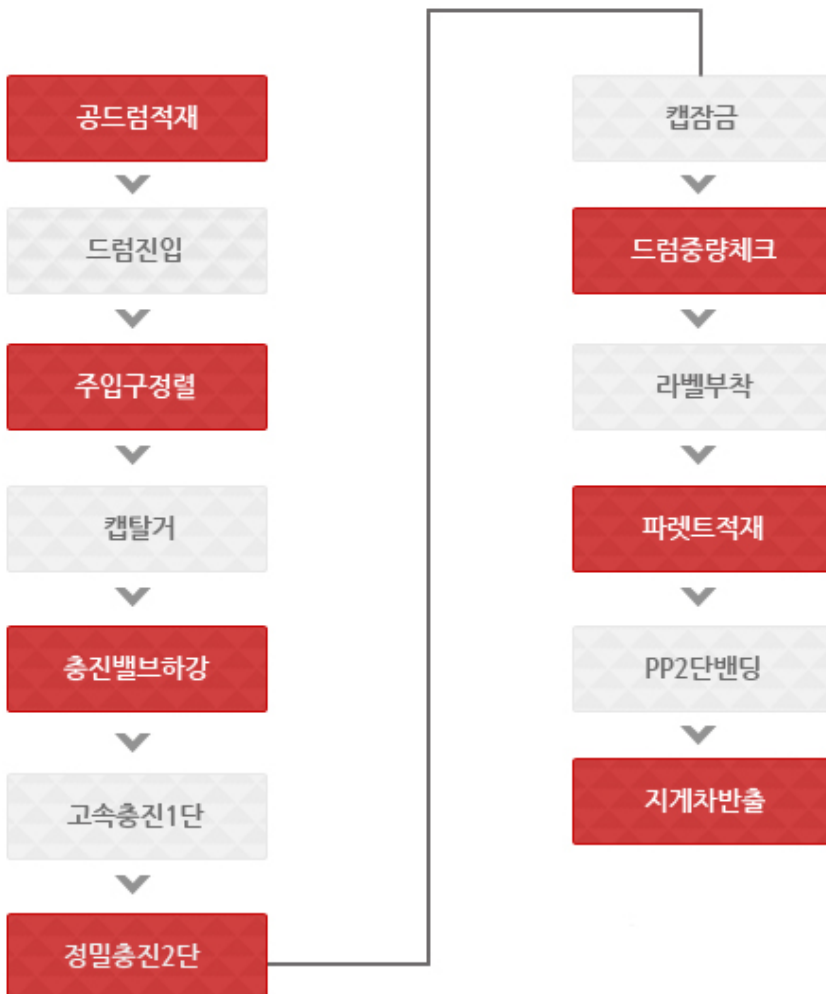 공드럼적재
드럼진입
주입구정렬
캡탈거
충진밸브하강
고속충진1단
정밀충진2단
캡잠금
드럼중량체크
라벨부착
파렛트적재
PP2단밴딩
지게차반출